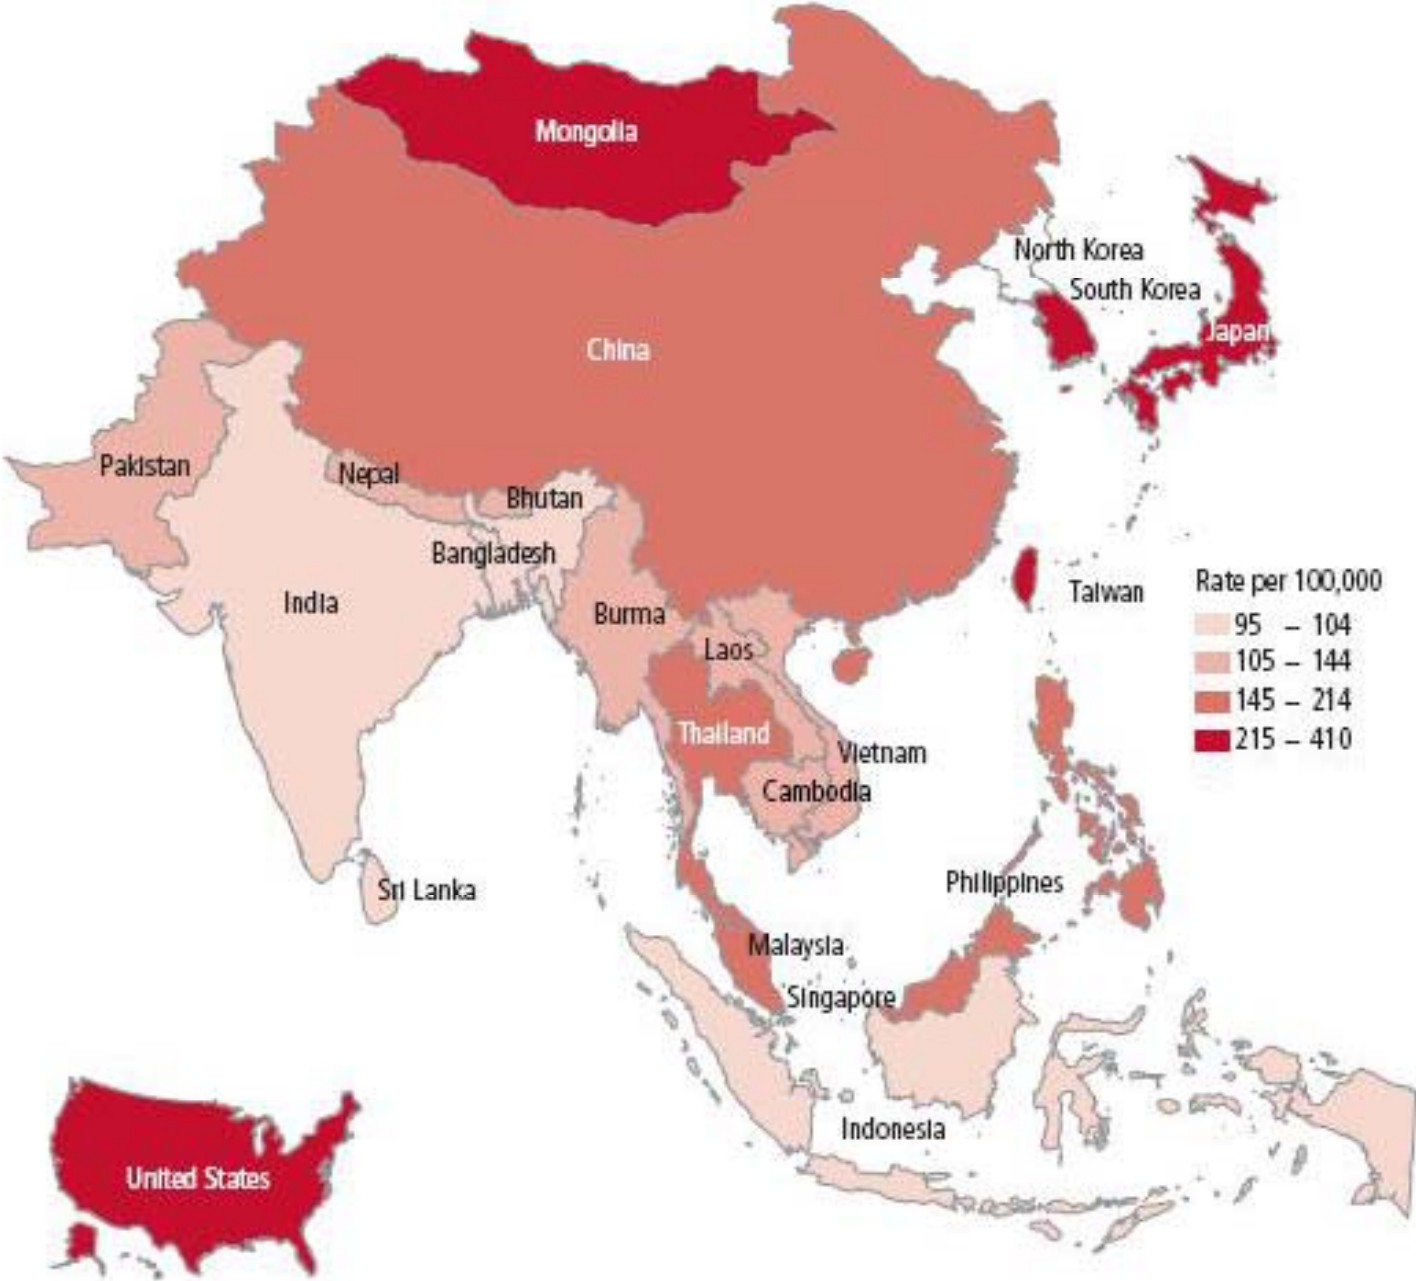 Mongolia
North Korea
South Korea
Japan
China
Pakistan
Nepal
Bhutan
Bangladesh
India
Burma
Taiwan
Laos
Thailand
Vietnam
Cambodia
Sri Lanka
Philippines
Malaysia
Singapore
Indonesia
United States
Rate per 100,000
95 – 104
105 – 144
145 – 214
215 – 410